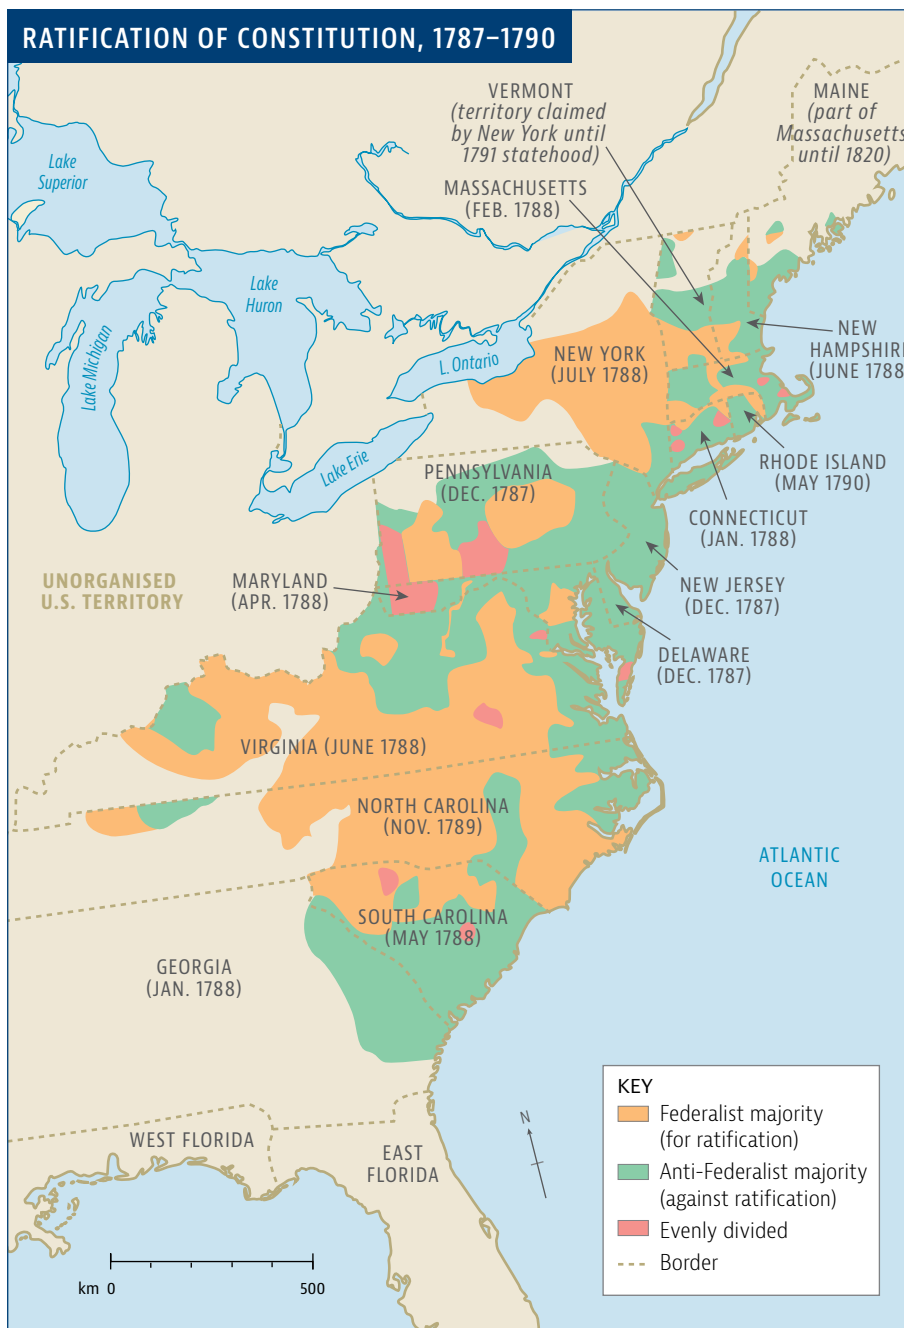 RATIFICATION OF CONSTITUTION, 1787–1790
VERMONT
(territory claimed
by New York until
1791 statehood)
MAINE
(part of
Massachusetts
until 1820)
MASSACHUSETTS
(FEB. 1788)
Lake
Superior
Lake
Huron
Lake Michigan
L. Ontario
Lake Erie
NEW YORK
(JULY 1788)
NEW
HAMPSHIRE
(JUNE 1788
RHODE ISLAND
(MAY 1790)
PENNSYLVANIA
(DEC. 1787)
CONNECTICUT
(JAN. 1788)
UNORGANISED
U.S. TERRITORY
MARYLAND
(APR. 1788)
NEW JERSEY
(DEC. 1787)
DELAWARE
(DEC. 1787)
VIRGINIA (JUNE 1788)
NORTH CAROLINA
(NOV. 1789)
ATLANTIC
OCEAN
SOUTH CAROLINA
(MAY 1788)
GEORGIA
(JAN. 1788)
WEST FLORIDA
EAST
FLORIDA
N
km 0 500
KEY
Federalist majority
(for ratification)
Anti-Federalist majority
(against ratification)
Evenly divided
Border